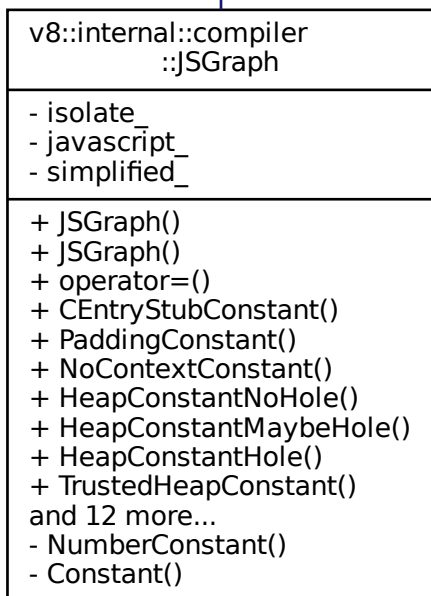 v8::internal::compiler
::JSGraph
- isolate_
- javascript_
- simplified_
+ JSGraph()
+ JSGraph()
+ operator=()
+ CEntryStubConstant()
+ PaddingConstant()
+ NoContextConstant()
+ HeapConstantNoHole()
+ HeapConstantMaybeHole()
+ HeapConstantHole()
+ TrustedHeapConstant()
and 12 more...
- NumberConstant()
- Constant()